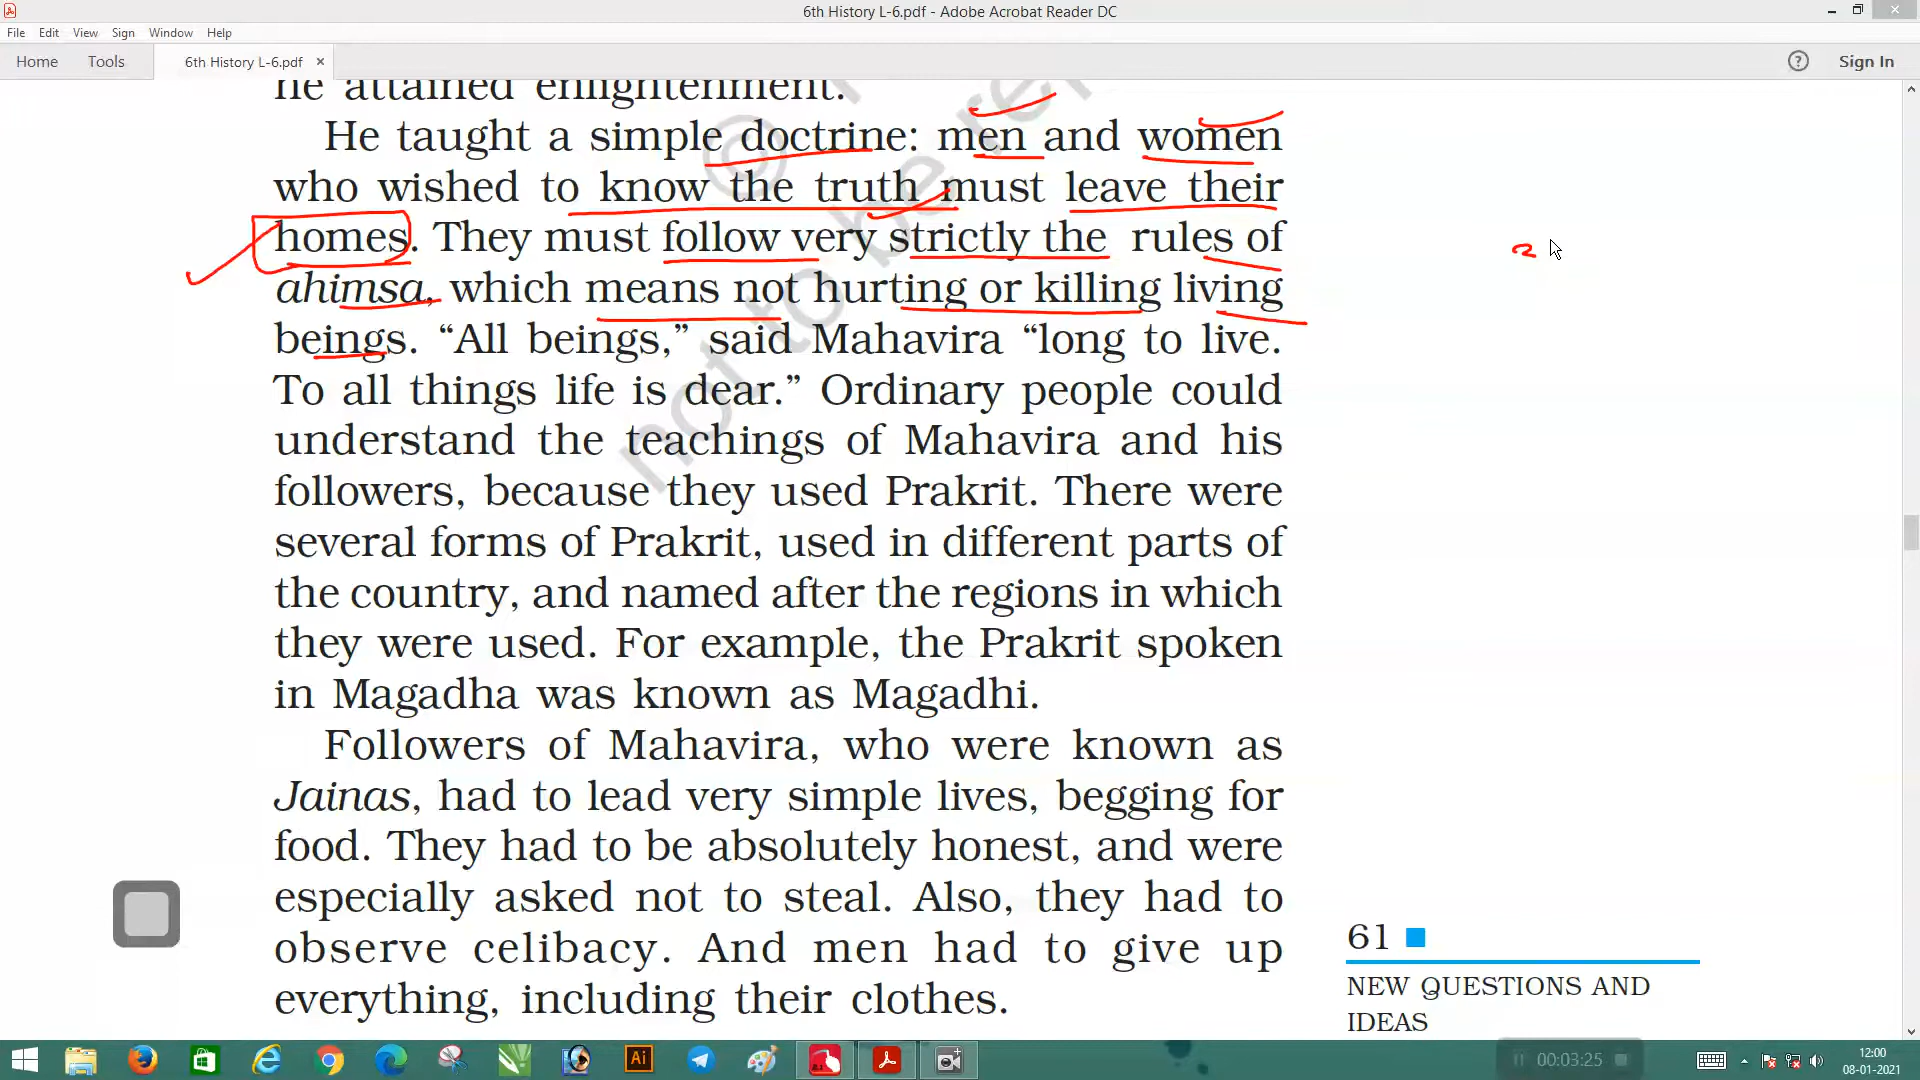 6th History L-6.pdf - Adobe Acrobat Reader DC
File Edit View Sign Window Help
Home Tools 6th History L-6.pdf × Sign In
he attained enlightenment.
He taught a simple doctrine: men and women
who wished to know the truth must leave their
homes. They must follow very strictly the rules of
ahimsa, which means not hurting or killing living
beings. “All beings,” said Mahavira “long to live.
To all things life is dear.” Ordinary people could
understand the teachings of Mahavira and his
followers, because they used Prakrit. There were
several forms of Prakrit, used in different parts of
the country, and named after the regions in which
they were used. For example, the Prakrit spoken
in Magadha was known as Magadhi.
Followers of Mahavira, who were known as
Jainas, had to lead very simple lives, begging for
food. They had to be absolutely honest, and were
especially asked not to steal. Also, they had to
observe celibacy. And men had to give up
everything, including their clothes.
not to be rep
61
NEW QUESTIONS AND
IDEAS
Ai
00:03:25
12:00
08-01-2021